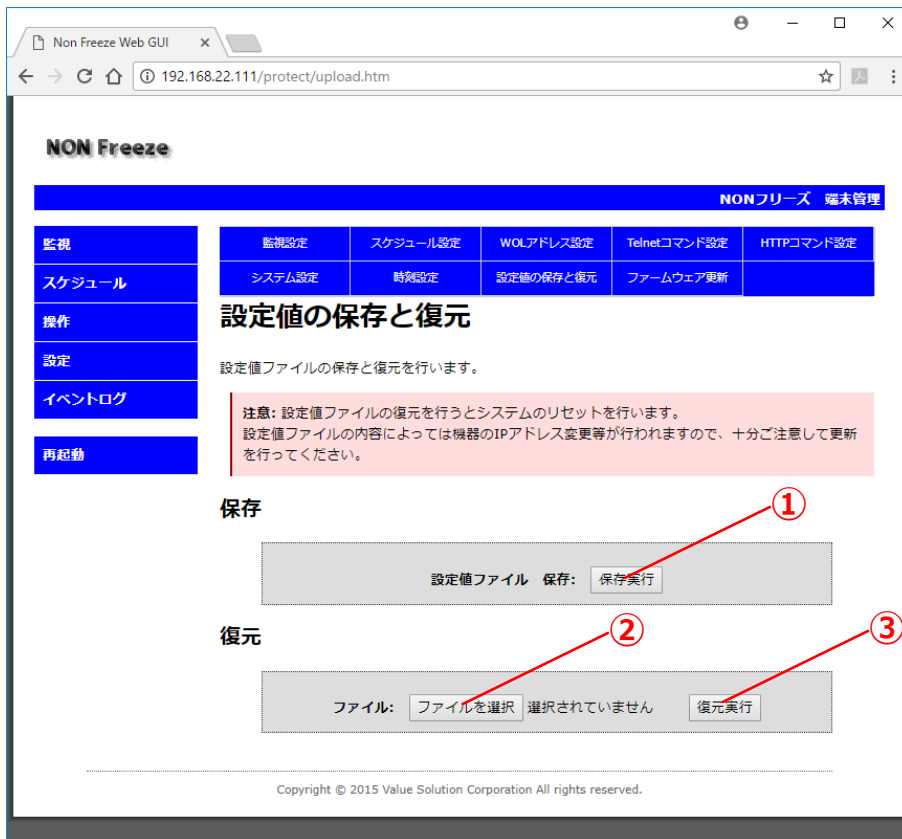 Non Freeze Web GUI
192.168.22.111/protect/upload.htm
NON Freeze
NONフリーズ 端末管理
監視
スケジュール
操作
設定
イベントログ
再起動
監視設定 スケジュール設定 WOLアドレス設定 Telnetコマンド設定 HTTPコマンド設定
システム設定 時刻設定 設定値の保存と復元 ファームウェア更新
設定値の保存と復元
設定値ファイルの保存と復元を行います。
注意: 設定値ファイルの復元を行うとシステムのリセットを行います。
設定値ファイルの内容によっては機器のIPアドレス変更等が行われますので、十分ご注意して更新
を行ってください。
保存
①
設定値ファイル 保存: 保存実行
復元
②
③
ファイル: ファイルを選択 選択されていません 復元実行
Copyright © 2015 Value Solution Corporation All rights reserved.